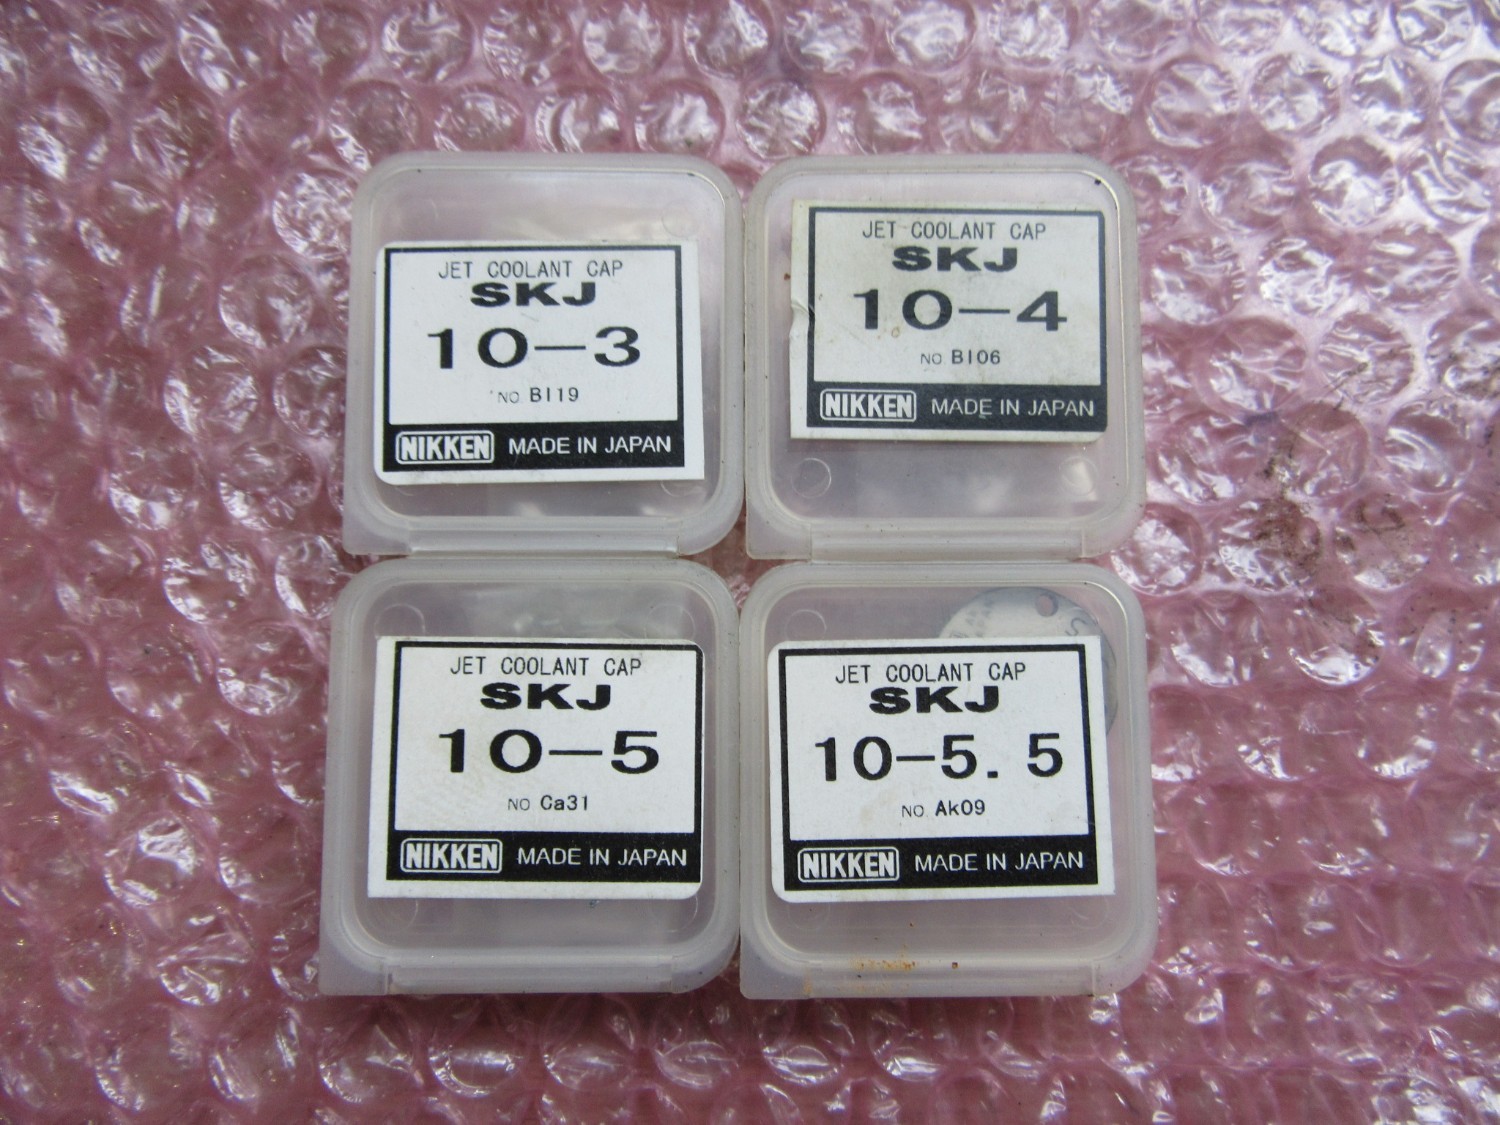 JET COOLANT CAP
SKJ
10-3
NO. BI19
NIKKEN MADE IN JAPAN
JET COOLANT CAP
SKJ
10-4
NO. BI06
NIKKEN MADE IN JAPAN
JET COOLANT CAP
SKJ
10-5
NO. Ca31
NIKKEN MADE IN JAPAN
JET COOLANT CAP
SKJ
10-5.5
NO. Ak09
NIKKEN MADE IN JAPAN